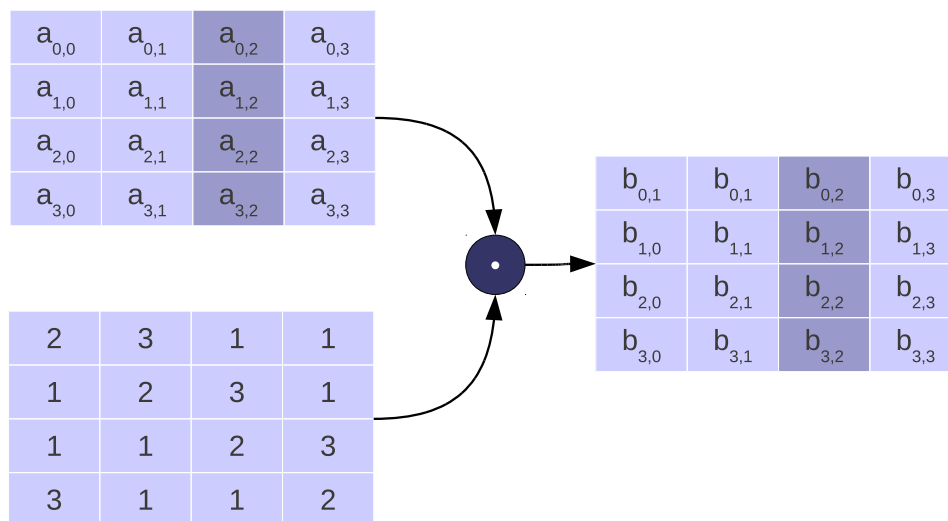 a0,0 a0,1 a0,2 a0,3
a1,0 a1,1 a1,2 a1,3
a2,0 a2,1 a2,2 a2,3
a3,0 a3,1 a3,2 a3,3
2 3 1 1
1 2 3 1
1 1 2 3
3 1 1 2
b0,1 b0,1 b0,2 b0,3
b1,0 b1,1 b1,2 b1,3
b2,0 b2,1 b2,2 b2,3
b3,0 b3,1 b3,2 b3,3